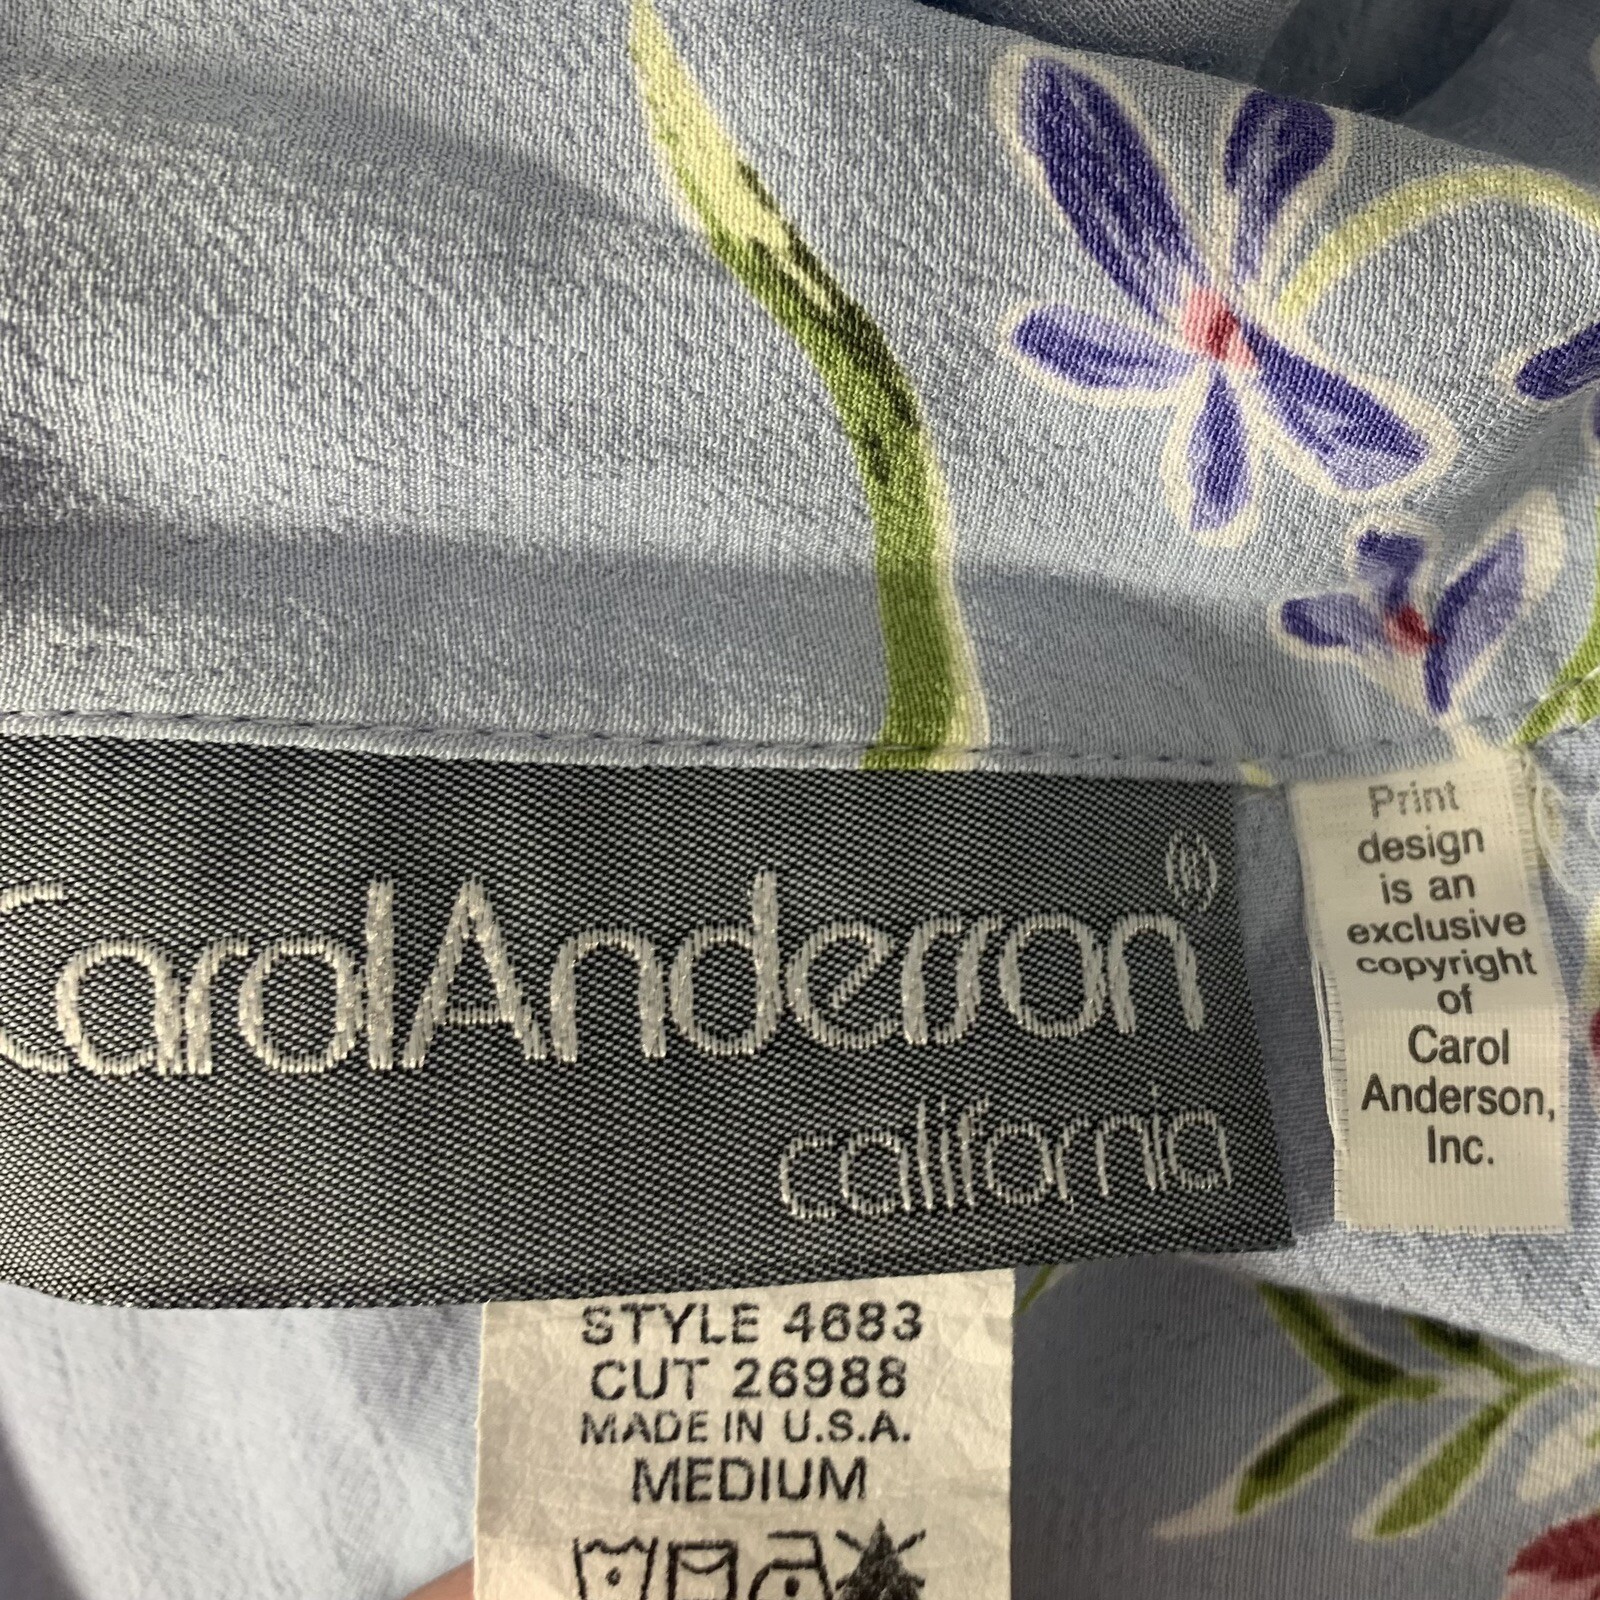 CarolAnderson®
california
Print
design
is an
exclusive
copyright
of
Carol
Anderson,
Inc.
STYLE 4683
CUT 26988
MADE IN U.S.A.
MEDIUM